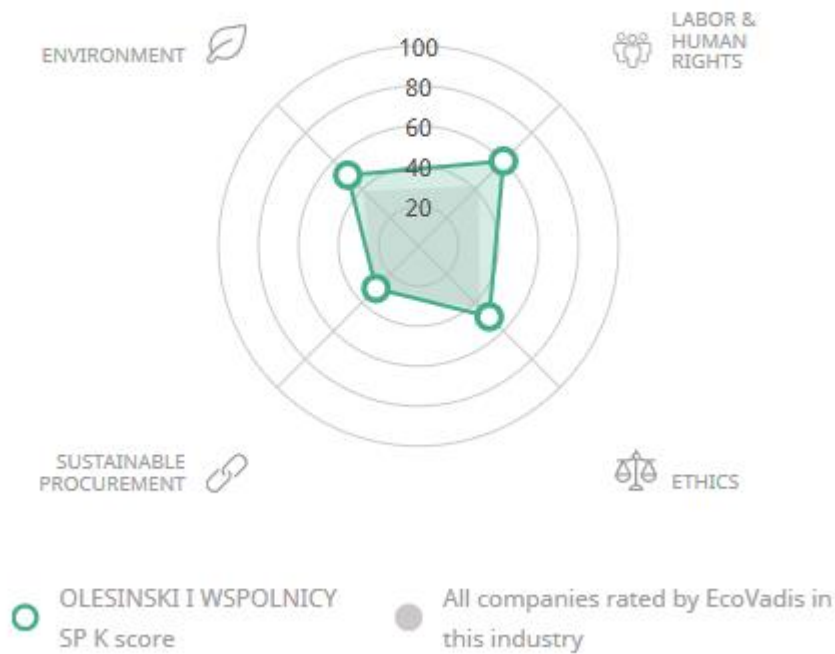 LABOR &
HUMAN
RIGHTS
ENVIRONMENT
100
80
60
40
20
SUSTAINABLE
PROCUREMENT
ETHICS
OLESINSKI I WSPOLNICY
SP K score
All companies rated by EcoVadis in
this industry